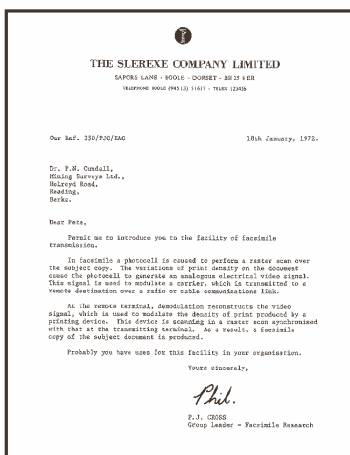 THE SLEREXE COMPANY LIMITED
SAPORS LANE - BOOLE - DORSET - BH 25 8 ER
TELEPHONE BOOLE (945 13) 51617 - TELEX 123456
Our Ref. 350/PJC/EAC
18th January, 1972.
Dr. P.N. Cundall,
Mining Surveys Ltd.,
Holroyd Road,
Reading,
Berks.
Dear Pete,
Permit me to introduce you to the facility of facsimile
transmission.
In facsimile a photocell is caused to perform a raster scan over
the subject copy. The variations of print density on the document
cause the photocell to generate an analogous electrical video signal.
This signal is used to modulate a carrier, which is transmitted to a
remote destination over a radio or cable communications link.
At the remote terminal, demodulation reconstructs the video
signal, which is used to modulate the density of print produced by a
printing device. This device is scanning in a raster scan synchronised
with that at the transmitting terminal. As a result, a facsimile
copy of the subject document is produced.
Probably you have uses for this facility in your organisation.
Yours sincerely,
Phil.
P.J. CROSS
Group Leader - Facsimile Research